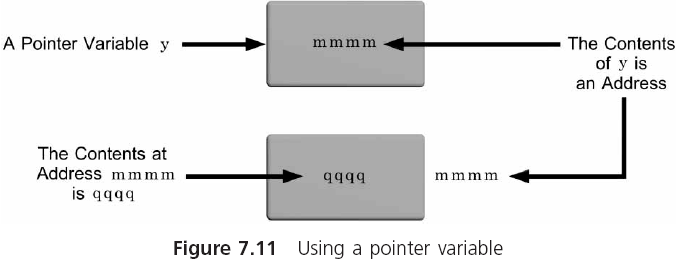 A Pointer Variable y
mmmm
The Contents
of y is
an Address
The Contents at
Address mmmm
is qqqq
qqqq
mmmm
Figure 7.11 Using a pointer variable